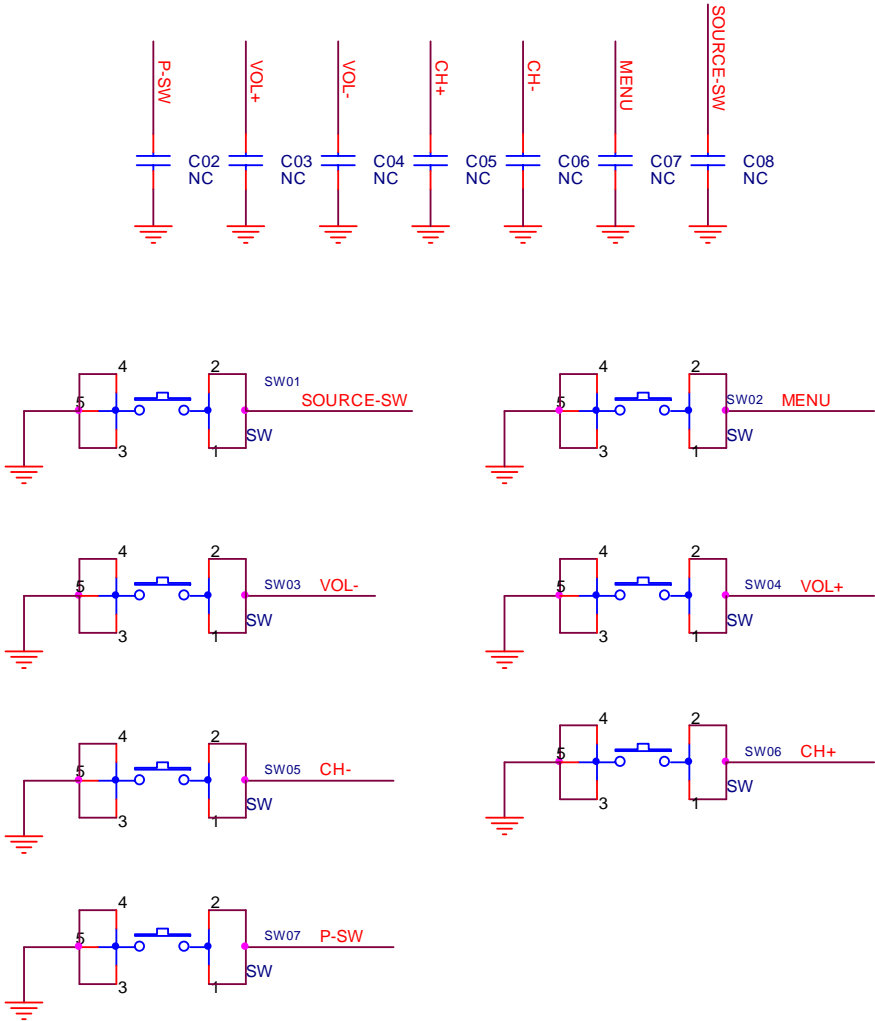 P-SW
VOL+
VOL-
CH+
CH-
MENU
SOURCE-SW
C02
NC
C03
NC
C04
NC
C05
NC
C06
NC
C07
NC
C08
NC
4
2
SW01
SOURCE-SW
5
SW
3
1
4
2
SW02
MENU
5
SW
3
1
4
2
SW03
VOL-
5
SW
3
1
4
2
SW04
VOL+
5
SW
3
1
4
2
SW05
CH-
5
SW
3
1
4
2
SW06
CH+
5
SW
3
1
4
2
SW07
P-SW
5
SW
3
1